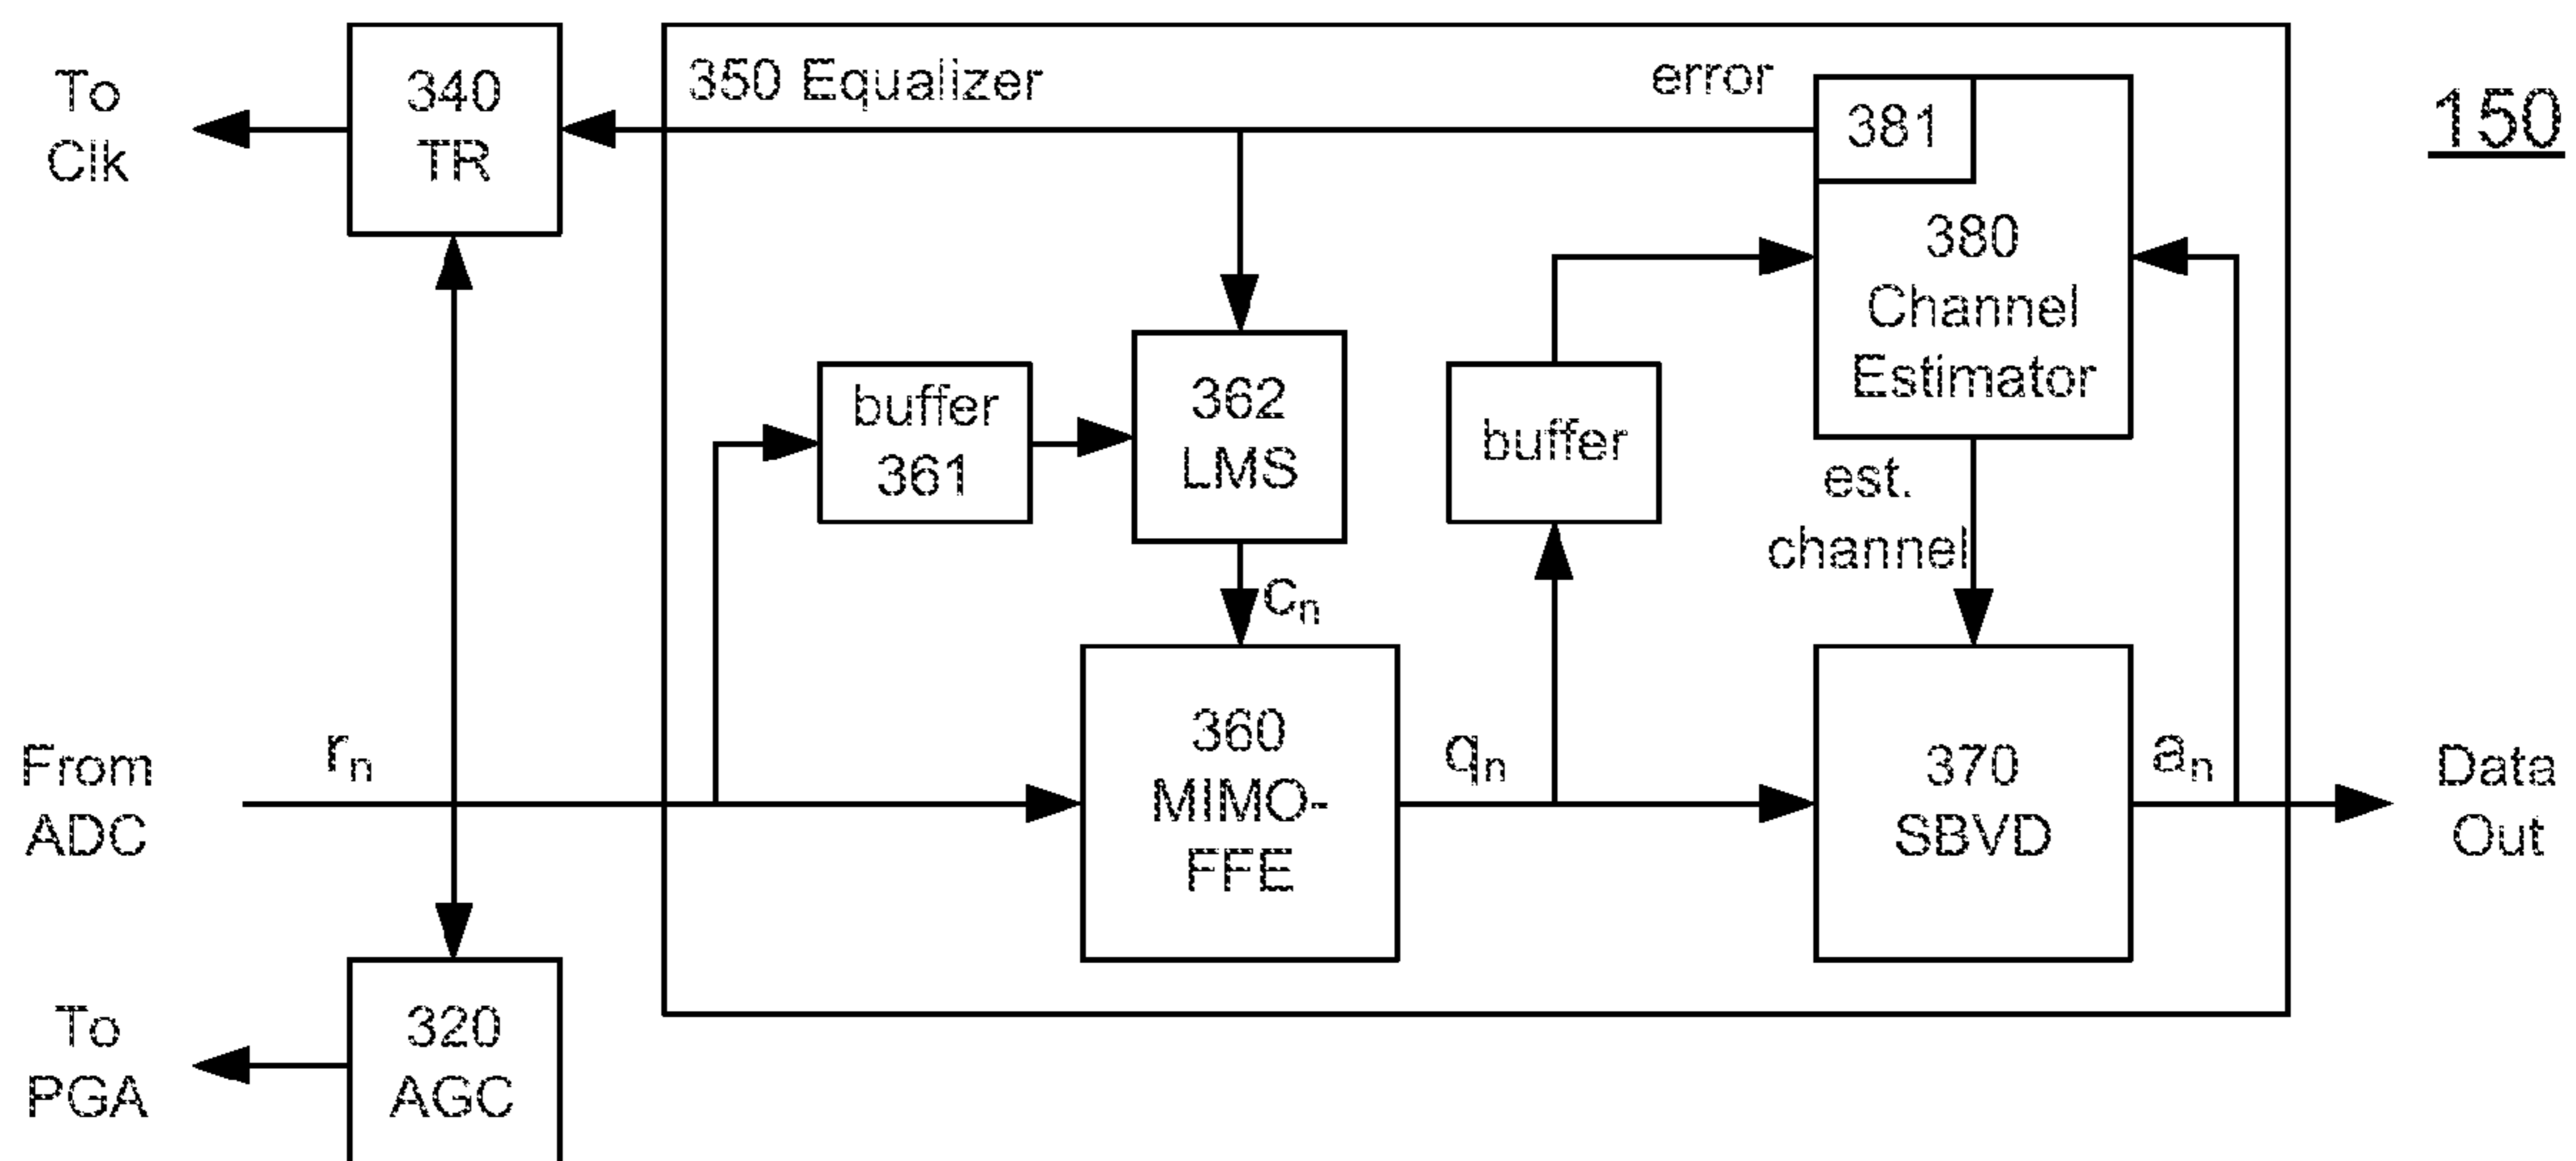 To
Clk
340
TR
350 Equalizer
error
381
150
380
Channel
Estimator
buffer
361
362
LMS
buffer
est.
channel
cn
From
ADC
rn
360
MIMO-
FFE
qn
370
SBVD
an
Data
Out
To
PGA
320
AGC